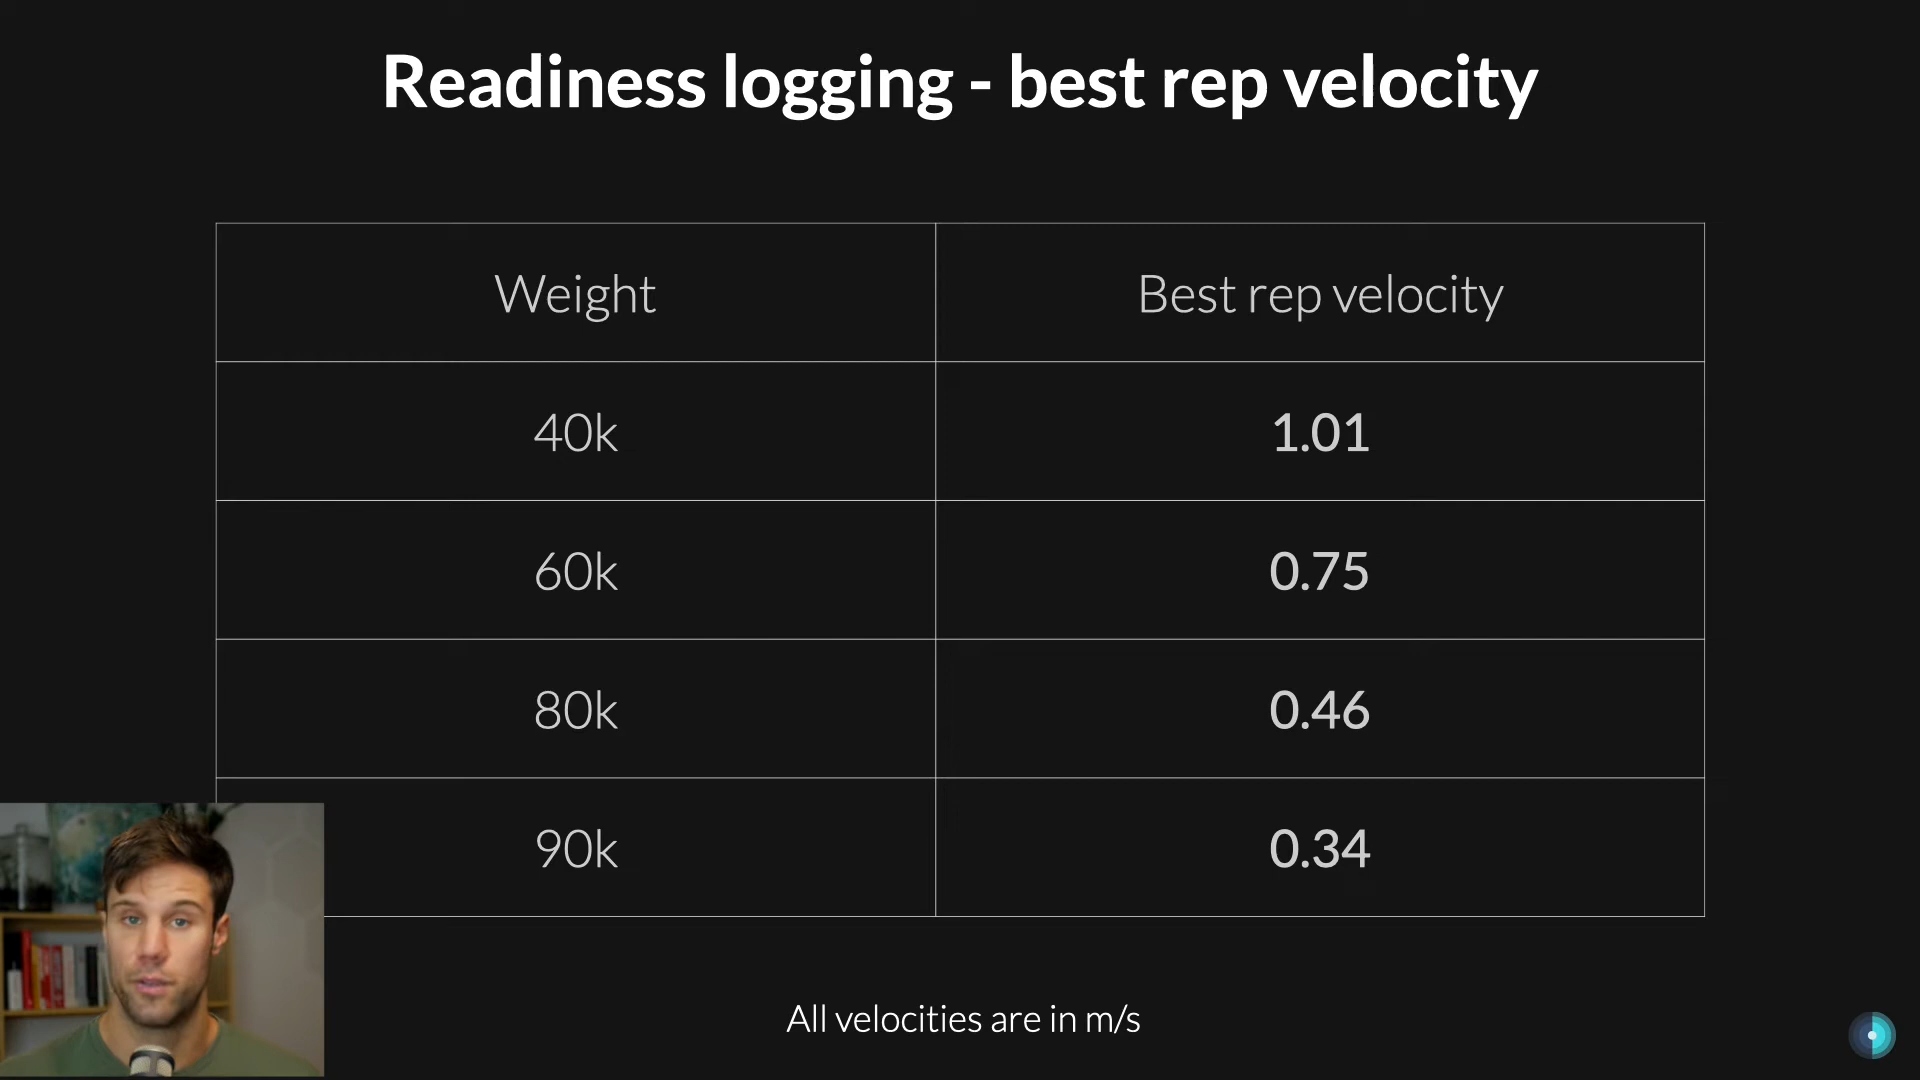 Readiness logging - best rep velocity
Weight Best rep velocity
40k 1.01
60k 0.75
80k 0.46
90k 0.34
All velocities are in m/s